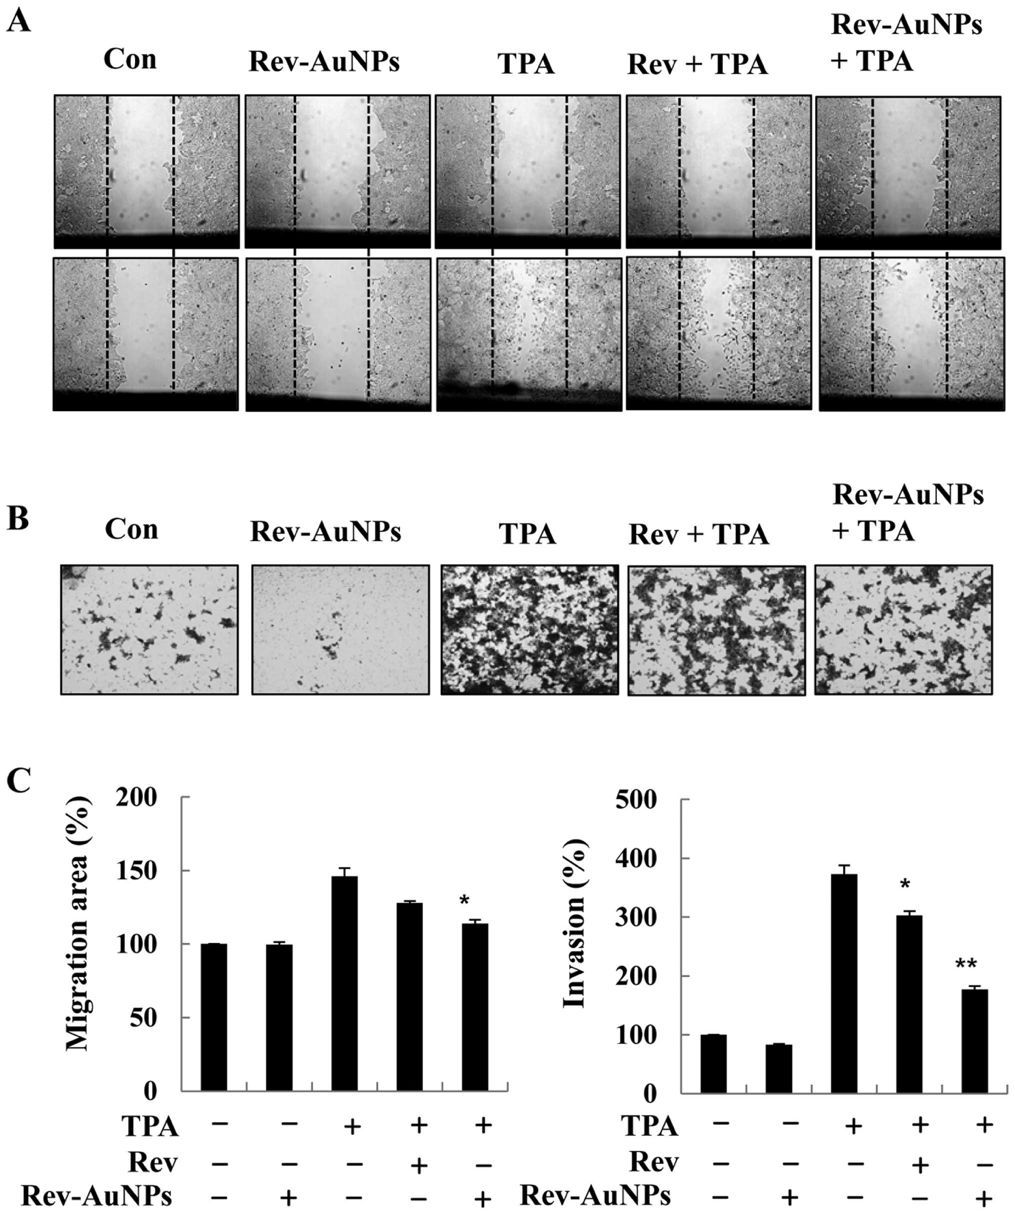 A
Con Rev-AuNPs TPA Rev + TPA Rev-AuNPs
+ TPA
B
Con Rev-AuNPs TPA Rev + TPA Rev-AuNPs
+ TPA
C
Migration area (%)
200
150
100
50
0
*
TPA − − + + +
Rev − − − + −
Rev-AuNPs − + − − +
Invasion (%)
500
400
300
200
100
0
*
**
TPA − − + + +
Rev − − − + −
Rev-AuNPs − + − − +